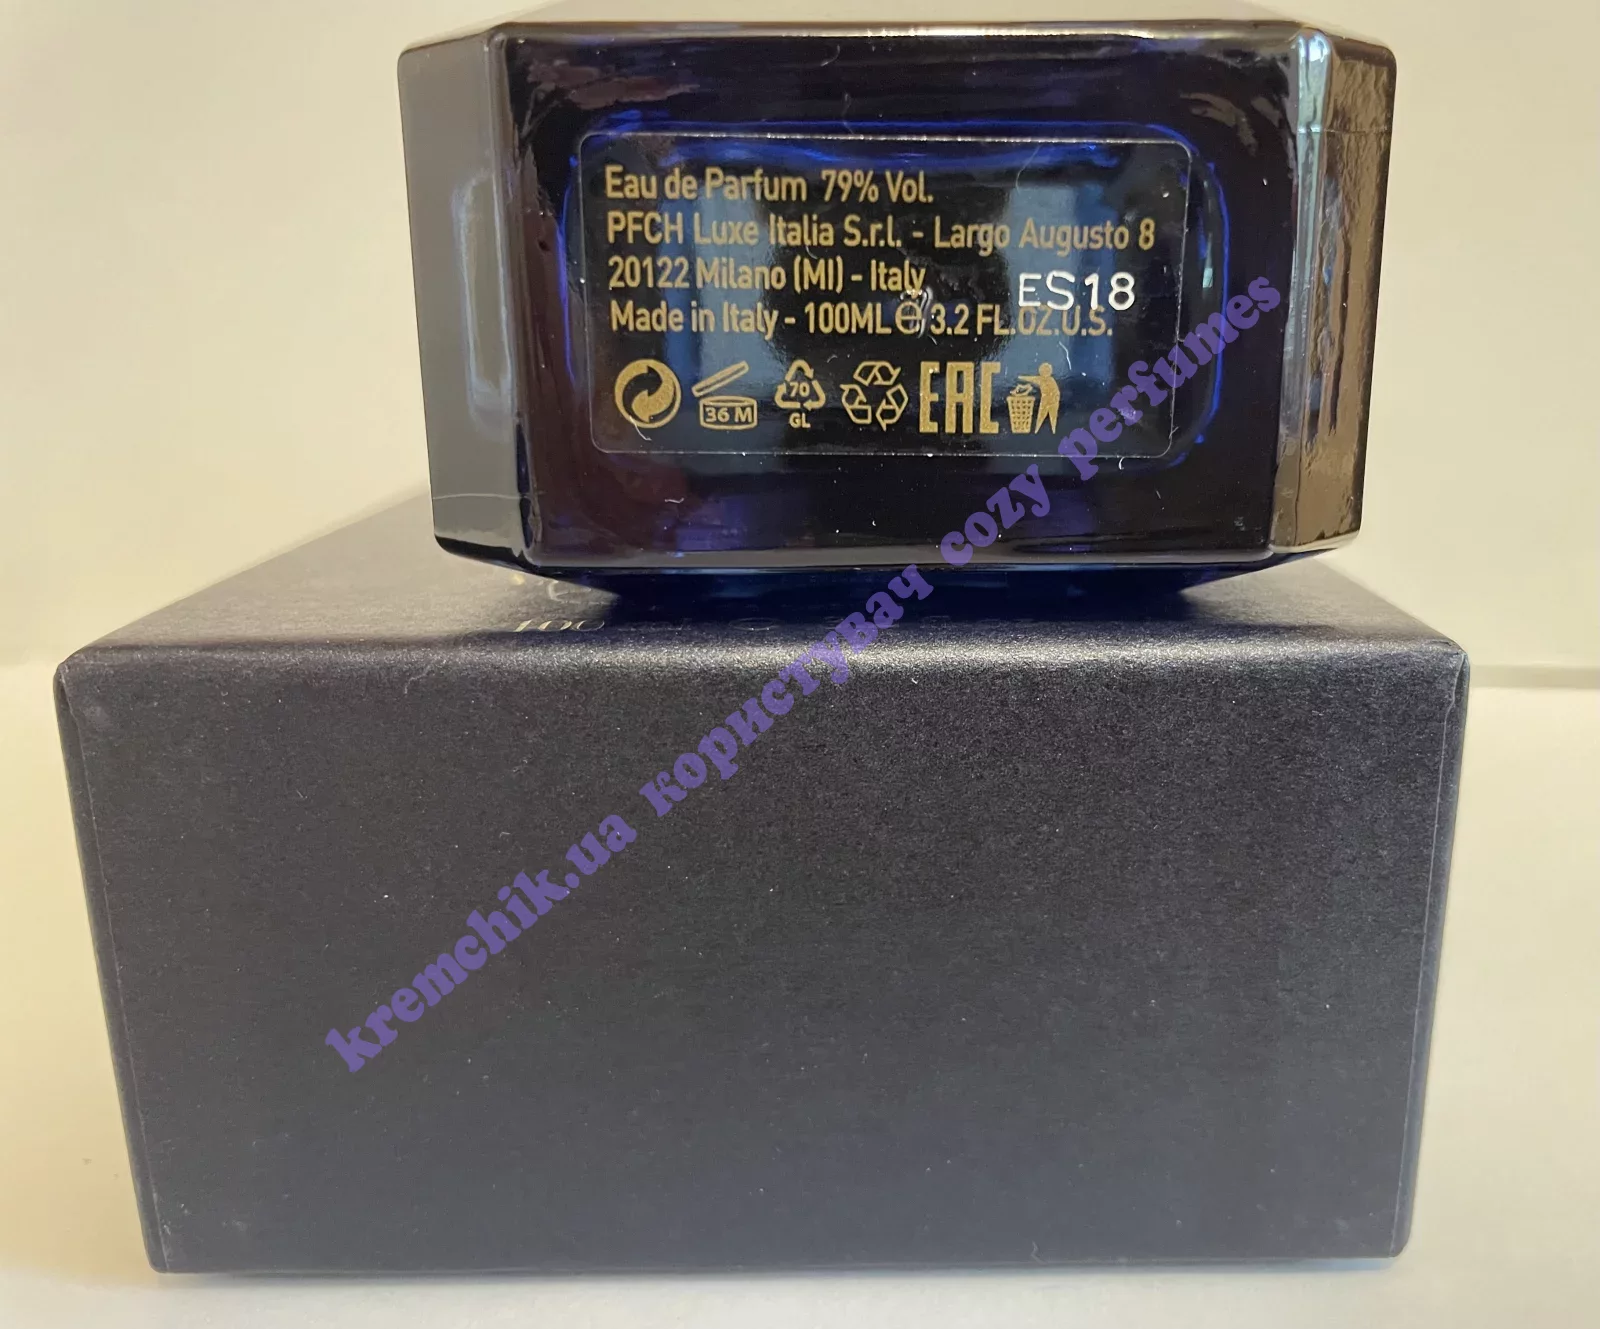 Eau de Parfum 79% Vol.
PFCH Luxe Italia S.r.l. - Largo Augusto 8
20122 Milano (MI) - Italy
ES18
Made in Italy - 100ML ℮ 3.2 FL.OZ.U.S.
36 M
70
GL
EAC
100
kremchik.ua користувач cozy perfumes